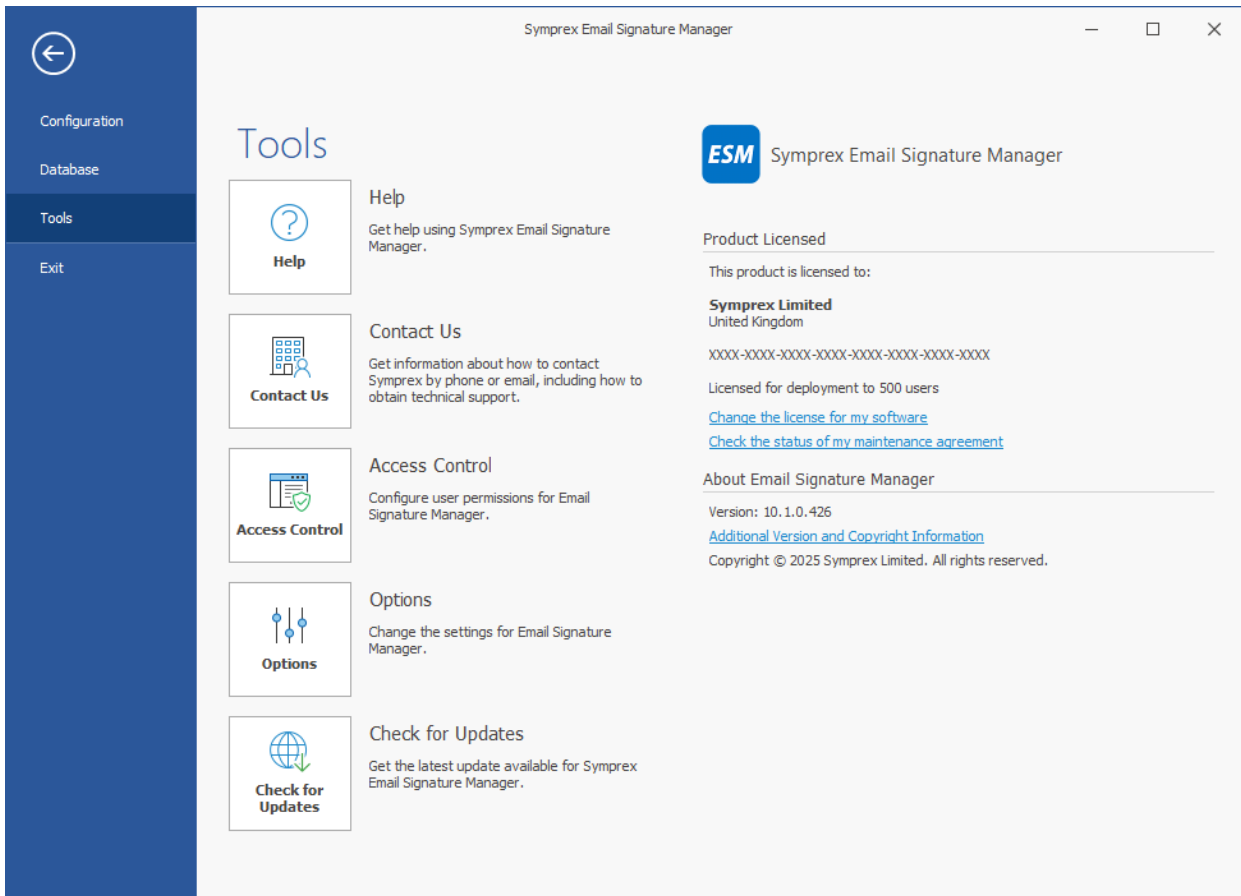 Symprex Email Signature Manager
Configuration
Database
Tools
Exit
Tools
Help
Help
Get help using Symprex Email Signature
Manager.
Contact Us
Contact Us
Get information about how to contact
Symprex by phone or email, including how to
obtain technical support.
Access Control
Access Control
Configure user permissions for Email
Signature Manager.
Options
Options
Change the settings for Email Signature
Manager.
Check for
Updates
Check for Updates
Get the latest update available for Symprex
Email Signature Manager.
ESM
Symprex Email Signature Manager
Product Licensed
This product is licensed to:
Symprex Limited
United Kingdom
XXXX-XXXX-XXXX-XXXX-XXXX-XXXX-XXXX-XXXX
Licensed for deployment to 500 users
Change the license for my software
Check the status of my maintenance agreement
About Email Signature Manager
Version: 10.1.0.426
Additional Version and Copyright Information
Copyright © 2025 Symprex Limited. All rights reserved.